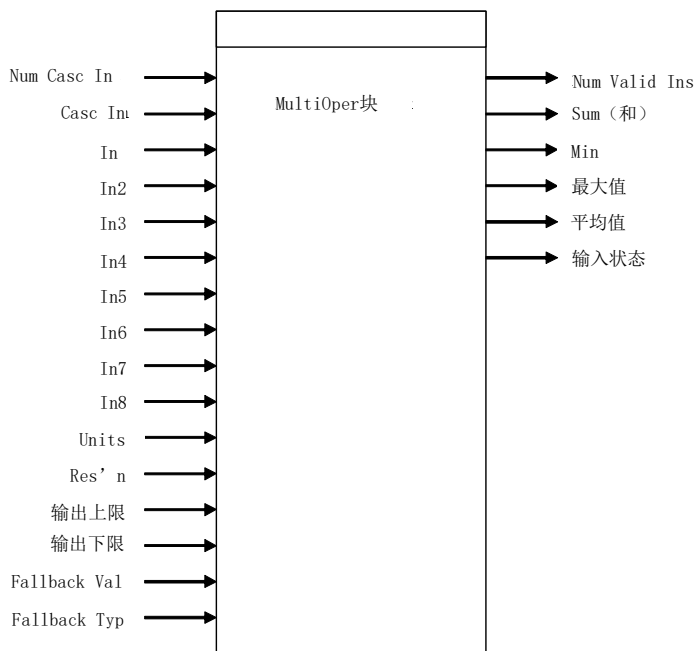 Num Casc In
Casc In
In
In2
In3
In4
In5
In6
In7
In8
Units
Res’n
输出上限
输出下限
Fallback Val
Fallback Typ
MultiOper块
Num Valid Ins
Sum（和）
Min
最大值
平均值
输入状态